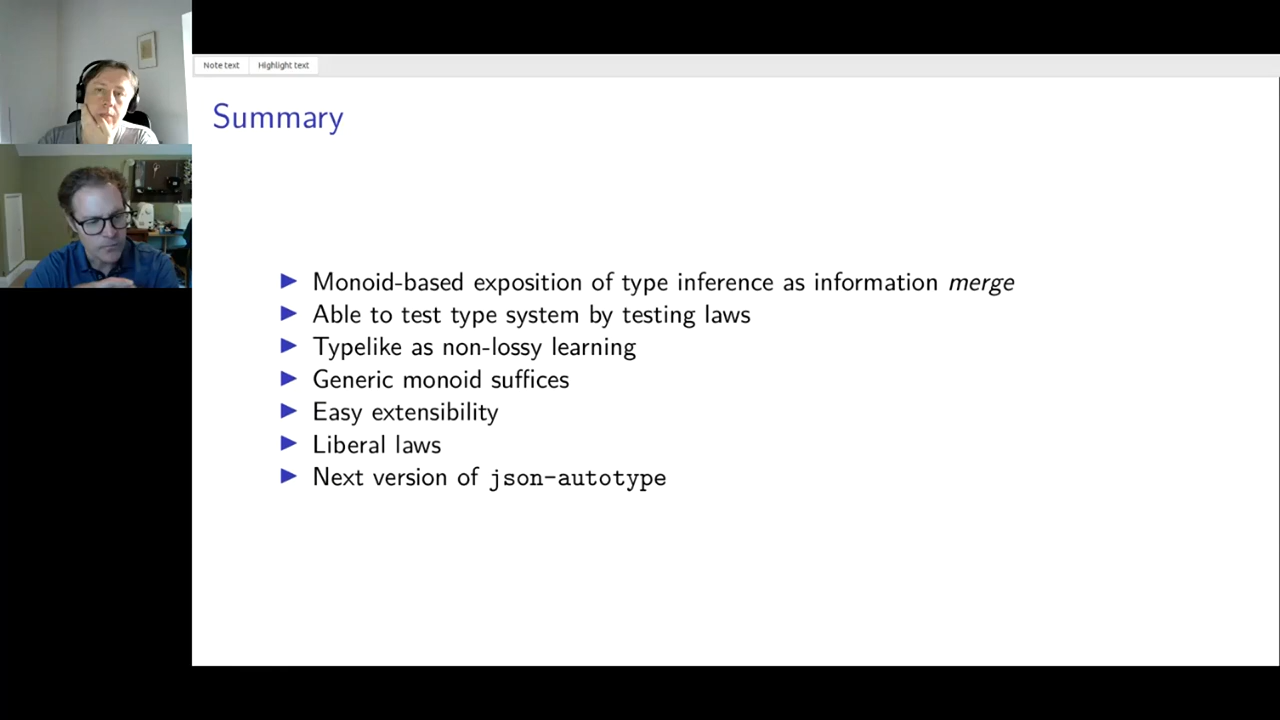 Note text
Highlight text
Summary
Monoid-based exposition of type inference as information merge
Able to test type system by testing laws
Typelike as non-lossy learning
Generic monoid suffices
Easy extensibility
Liberal laws
Next version of json-autotype